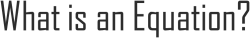 What is an Equation?